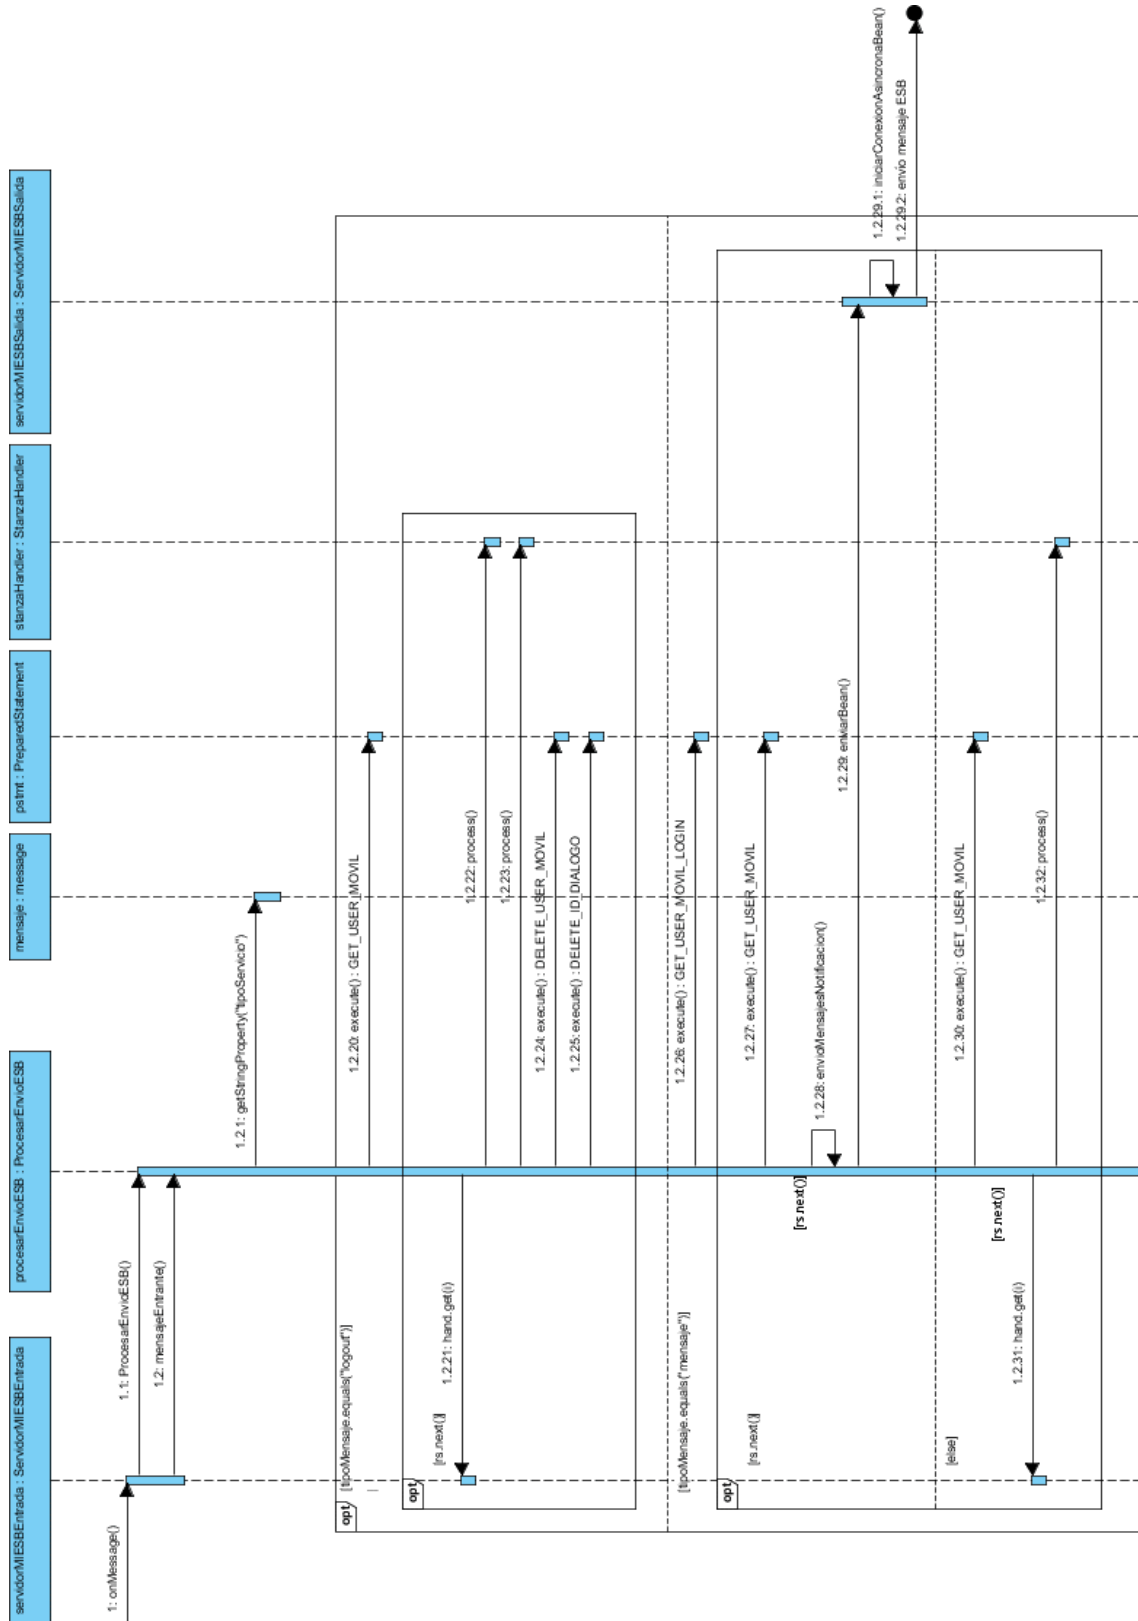 servidorMIESBEntrada : ServidorMIESBEntrada
procesarEnvioESB : ProcesarEnvioESB
mensaje : message
pstmt : PreparedStatement
stanzaHandler : StanzaHandler
servidorMIESBSalida : ServidorMIESBSalida
1: onMessage()
1.1: ProcesarEnvioESB()
1.2: mensajeEntrante()
1.2.1: getStringProperty("tipoServicio")
opt
[tipoMensaje.equals("logout")]
1.2.20: execute() : GET_USER_MOVIL
opt
[rs.next()]
1.2.21: hand.get(i)
1.2.22: process()
1.2.23: process()
1.2.24: execute() : DELETE_USER_MOVIL
1.2.25: execute() : DELETE_ID_DIALOGO
[tipoMensaje.equals("mensaje")]
1.2.26: execute() : GET_USER_MOVIL_LOGIN
opt
[rs.next()]
1.2.27: execute() : GET_USER_MOVIL
[rs.next()]
1.2.28: envioMensajesNotificacion()
1.2.29: enviarBean()
1.2.29.1: iniciarConexionAsincronaBean()
1.2.29.2: envío mensaje ESB
[else]
1.2.30: execute() : GET_USER_MOVIL
[rs.next()]
1.2.31: hand.get(i)
1.2.32: process()